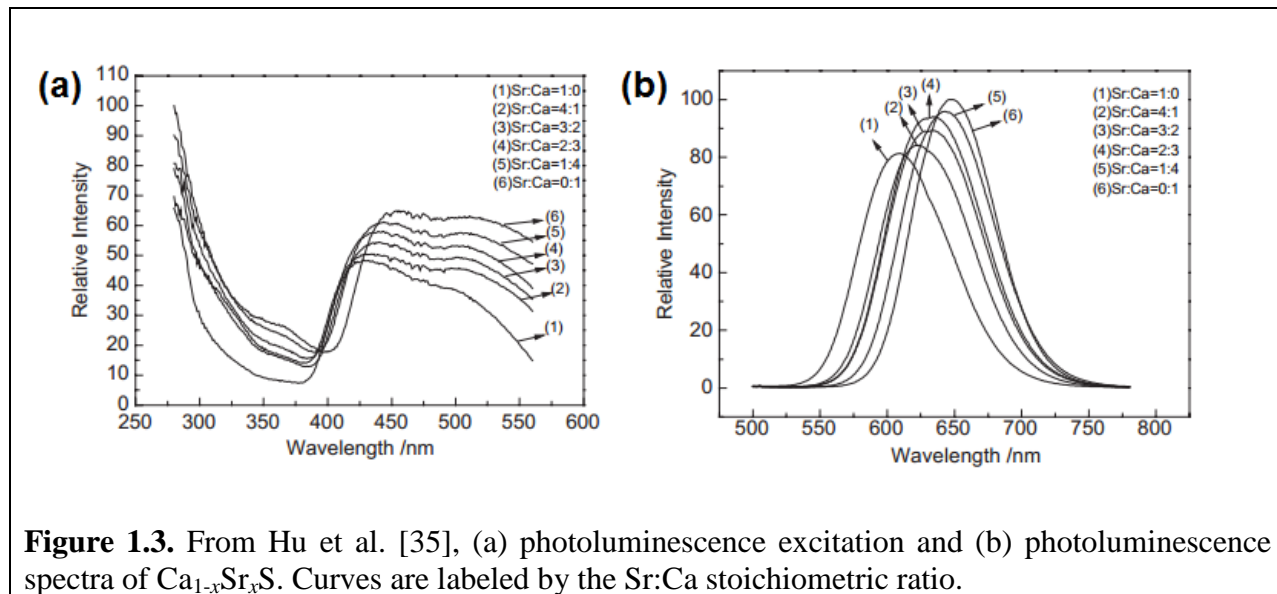 (a)
110
100
90
80
70
60
50
40
30
20
10
0
Relative Intensity
(1)Sr:Ca=1:0
(2)Sr:Ca=4:1
(3)Sr:Ca=3:2
(4)Sr:Ca=2:3
(5)Sr:Ca=1:4
(6)Sr:Ca=0:1
(6)
(5)
(4)
(3)
(2)
(1)
250 300 350 400 450 500 550 600
Wavelength /nm
(b)
100
80
60
40
20
0
Relative Intensity
(1)
(2)
(3)
(4)
(5)
(6)
(1)Sr:Ca=1:0
(2)Sr:Ca=4:1
(3)Sr:Ca=3:2
(4)Sr:Ca=2:3
(5)Sr:Ca=1:4
(6)Sr:Ca=0:1
500 550 600 650 700 750 800
Wavelength /nm
Figure 1.3. From Hu et al. [35], (a) photoluminescence excitation and (b) photoluminescence
spectra of Ca1-xSrxS. Curves are labeled by the Sr:Ca stoichiometric ratio.